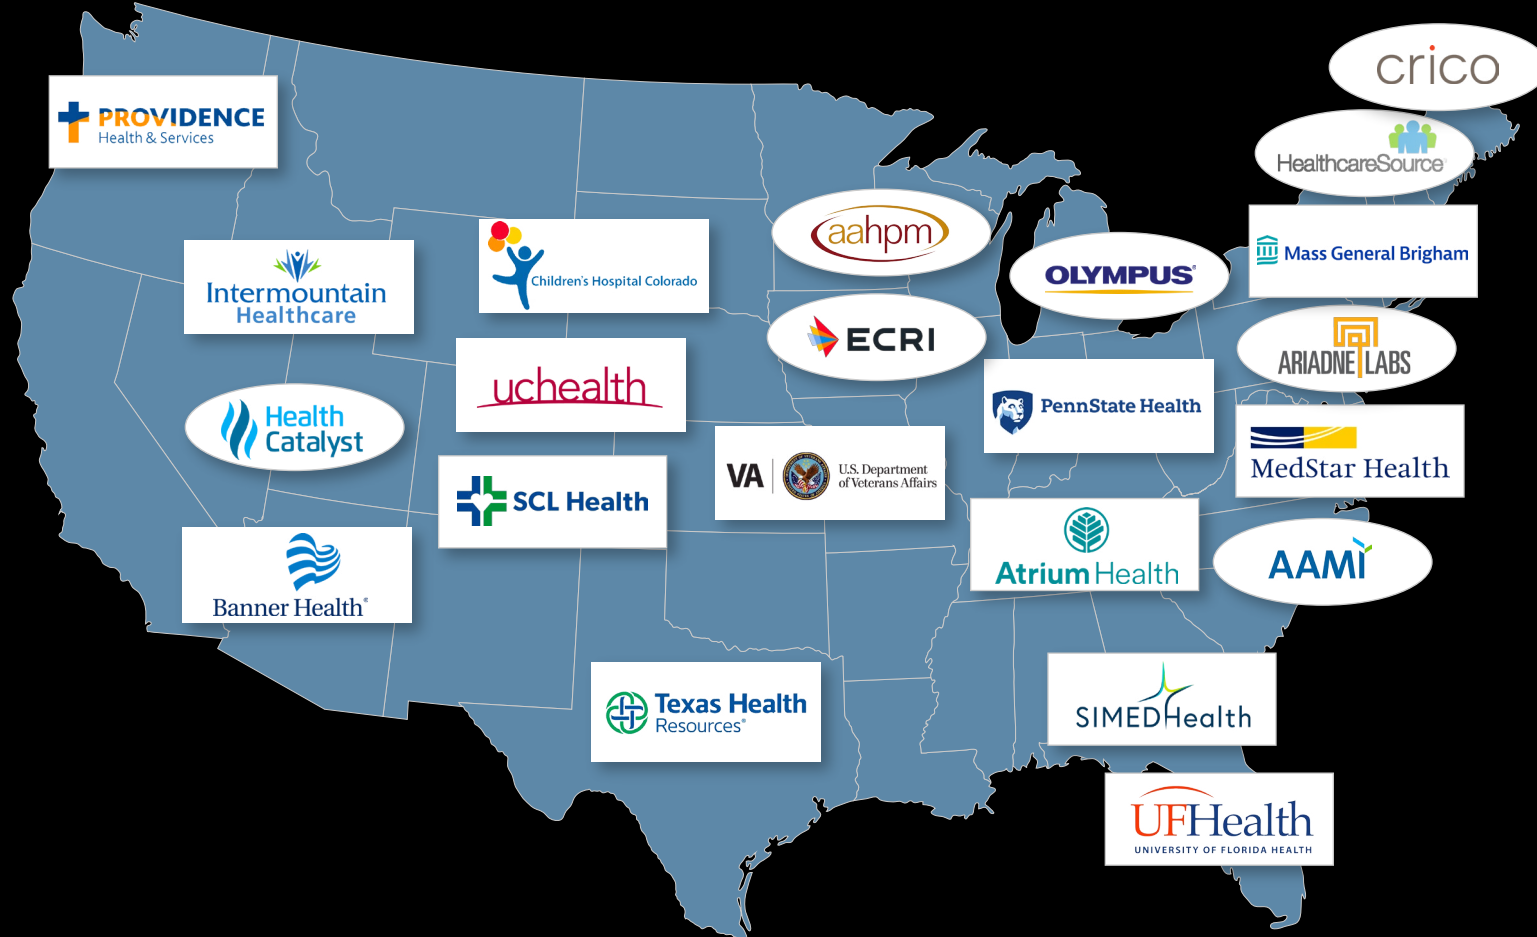 crico
PROVIDENCE
Health & Services
HealthcareSource
aahpm
Children's Hospital Colorado
OLYMPUS®
Mass General Brigham
Intermountain
Healthcare
ECRI
ARIADNE LABS
uchealth
PennState Health
Health
Catalyst
MedStar Health
VA
U.S. Department
of Veterans Affairs
SCL Health
Atrium Health
AAMI
Banner Health®
Texas Health
Resources®
SIMEDHealth
UFHealth
UNIVERSITY OF FLORIDA HEALTH